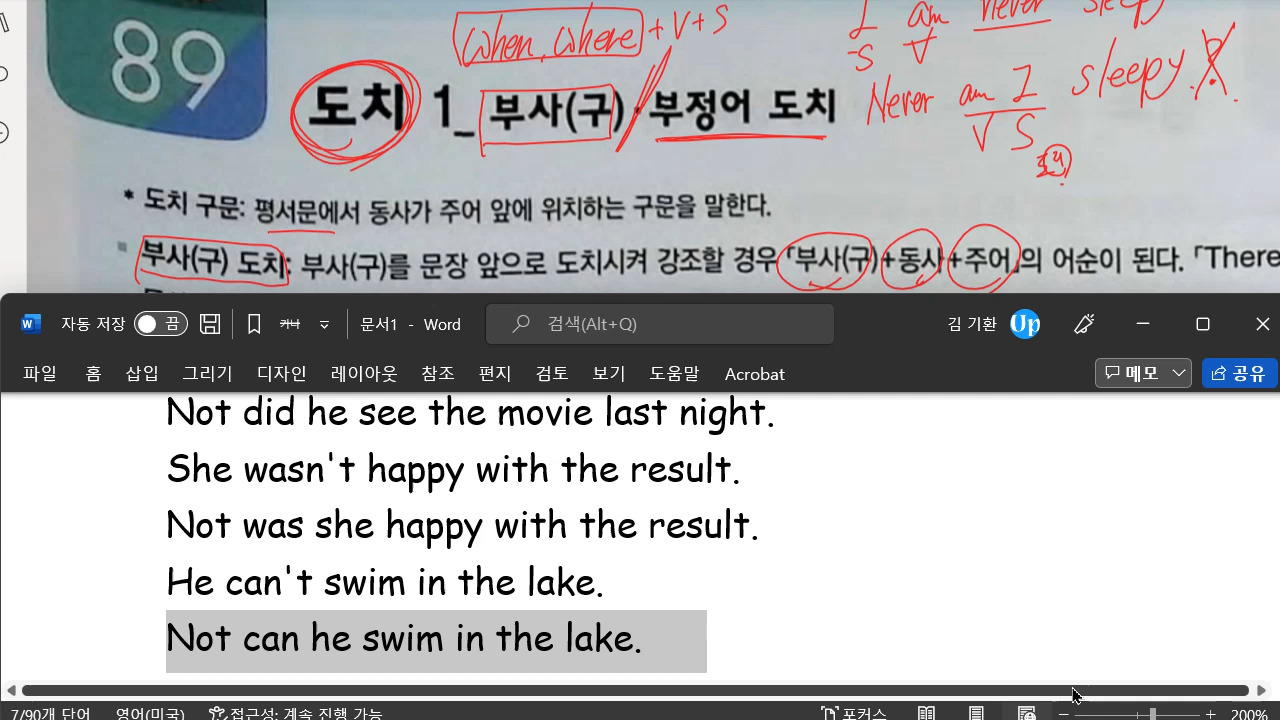 when, where + V + S
I am never sleepy
S V
89
도치 1_ 부사(구)·부정어 도치
Never am I sleepy.
V S
도치
* 도치 구문: 평서문에서 동사가 주어 앞에 위치하는 구문을 말한다.
부사(구) 도치: 부사(구)를 문장 앞으로 도치시켜 강조할 경우 「부사(구)+동사+주어」의 어순이 된다. 「There
자동 저장 끔 문서1 - Word 검색(Alt+Q) 김 기환 Up
파일 홈 삽입 그리기 디자인 레이아웃 참조 편지 검토 보기 도움말 Acrobat 메모 공유
Not did he see the movie last night.
She wasn't happy with the result.
Not was she happy with the result.
He can't swim in the lake.
Not can he swim in the lake.
7/90개 단어 영어(미국) 접근성: 계속 진행 가능 포커스 200%